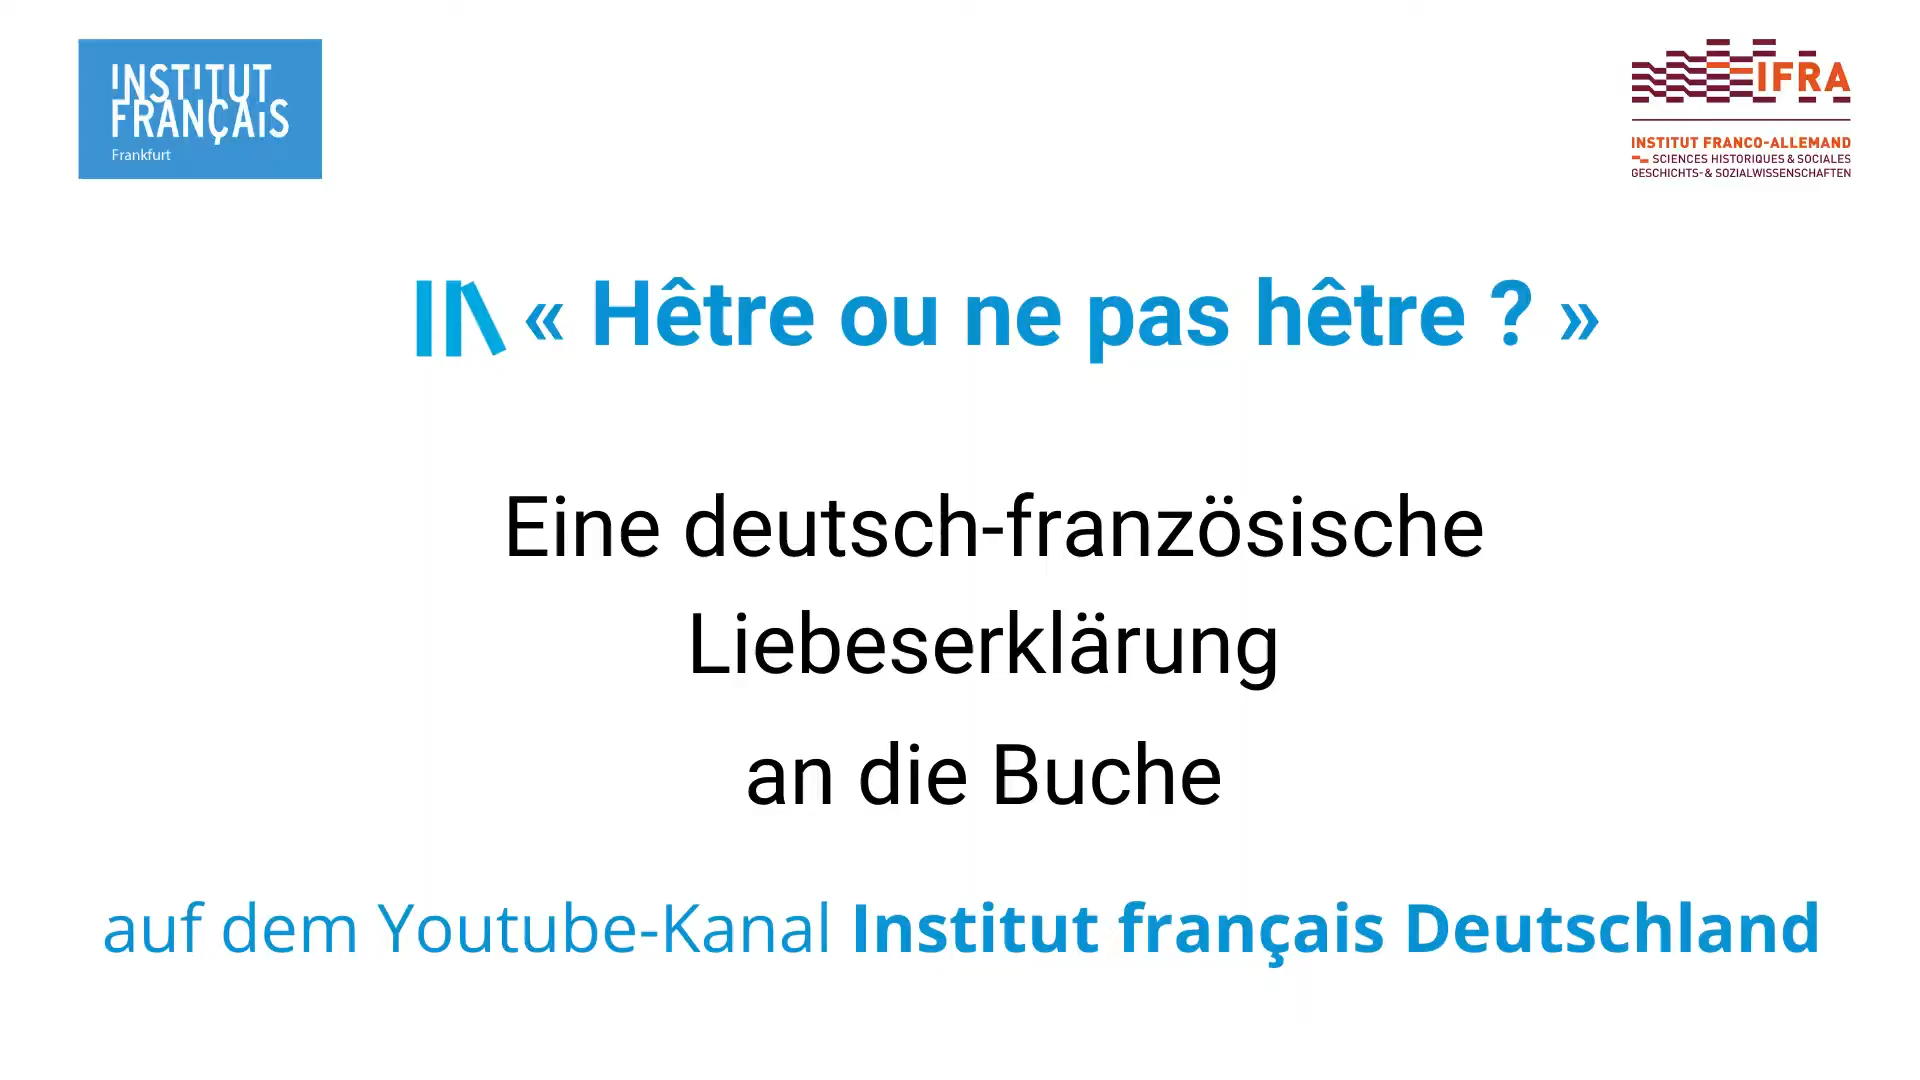 INSTITUT
FRANÇAIS
Frankfurt
IFRA
INSTITUT FRANCO-ALLEMAND
SCIENCES HISTORIQUES & SOCIALES
GESCHICHTS- & SOZIALWISSENSCHAFTEN
« Hêtre ou ne pas hêtre ? »
Eine deutsch-französische
Liebeserklärung
an die Buche
auf dem Youtube-Kanal Institut français Deutschland